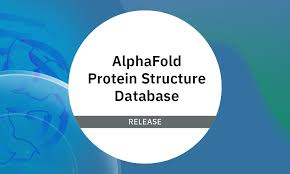 AlphaFold
Protein Structure
Database
RELEASE